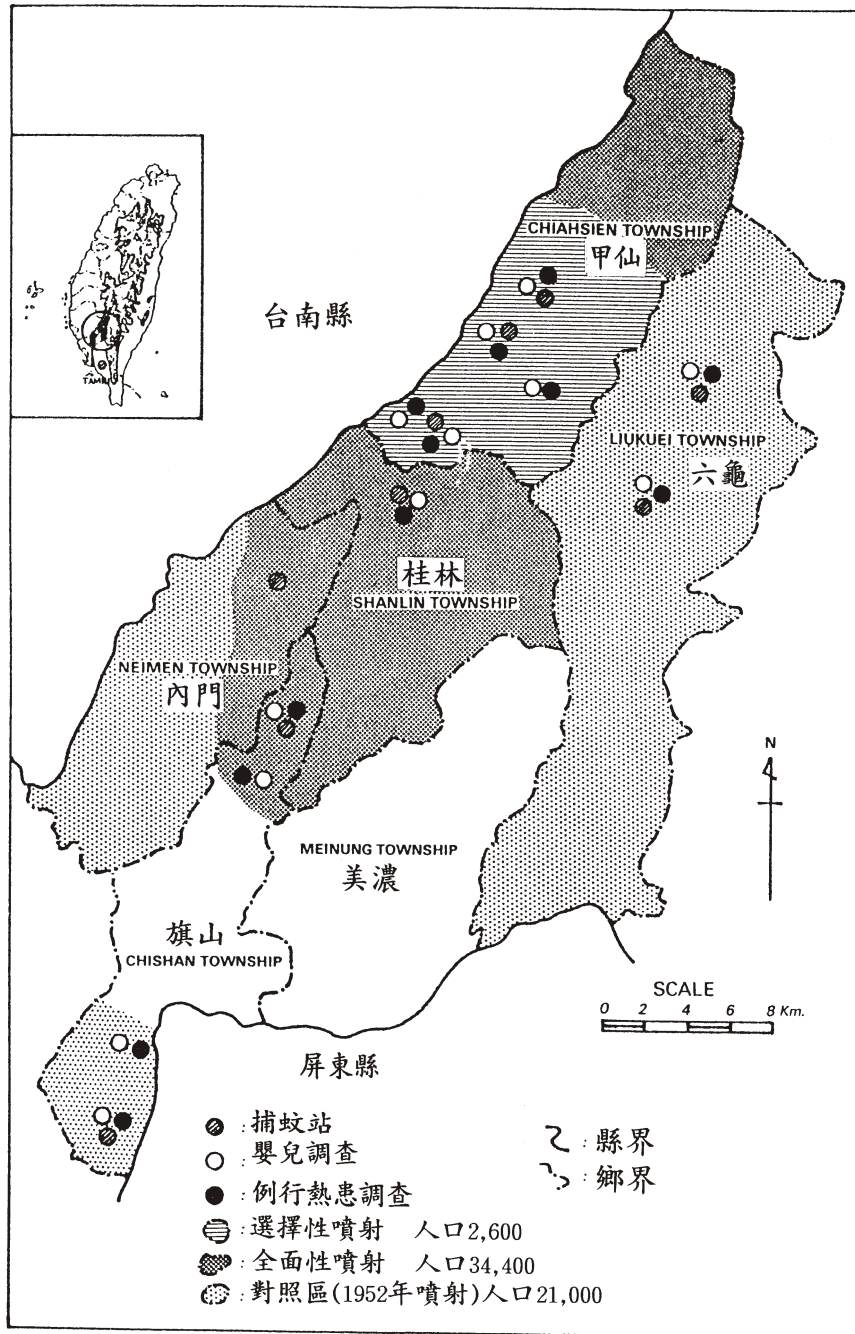 CHIAHSIEN TOWNSHIP
甲仙
台南縣
LIUKUEI TOWNSHIP
六龜
桂林
SHANLIN TOWNSHIP
NEIMEN TOWNSHIP
內門
N
MEINUNG TOWNSHIP
美濃
旗山
CHISHAN TOWNSHIP
SCALE
0 2 4 6 8 Km.
屏東縣
:捕蚊站
:嬰兒調查
:例行熱患調查
:選擇性噴射 人口2,600
:全面性噴射 人口34,400
:對照區(1952年噴射)人口21,000
:縣界
:鄉界